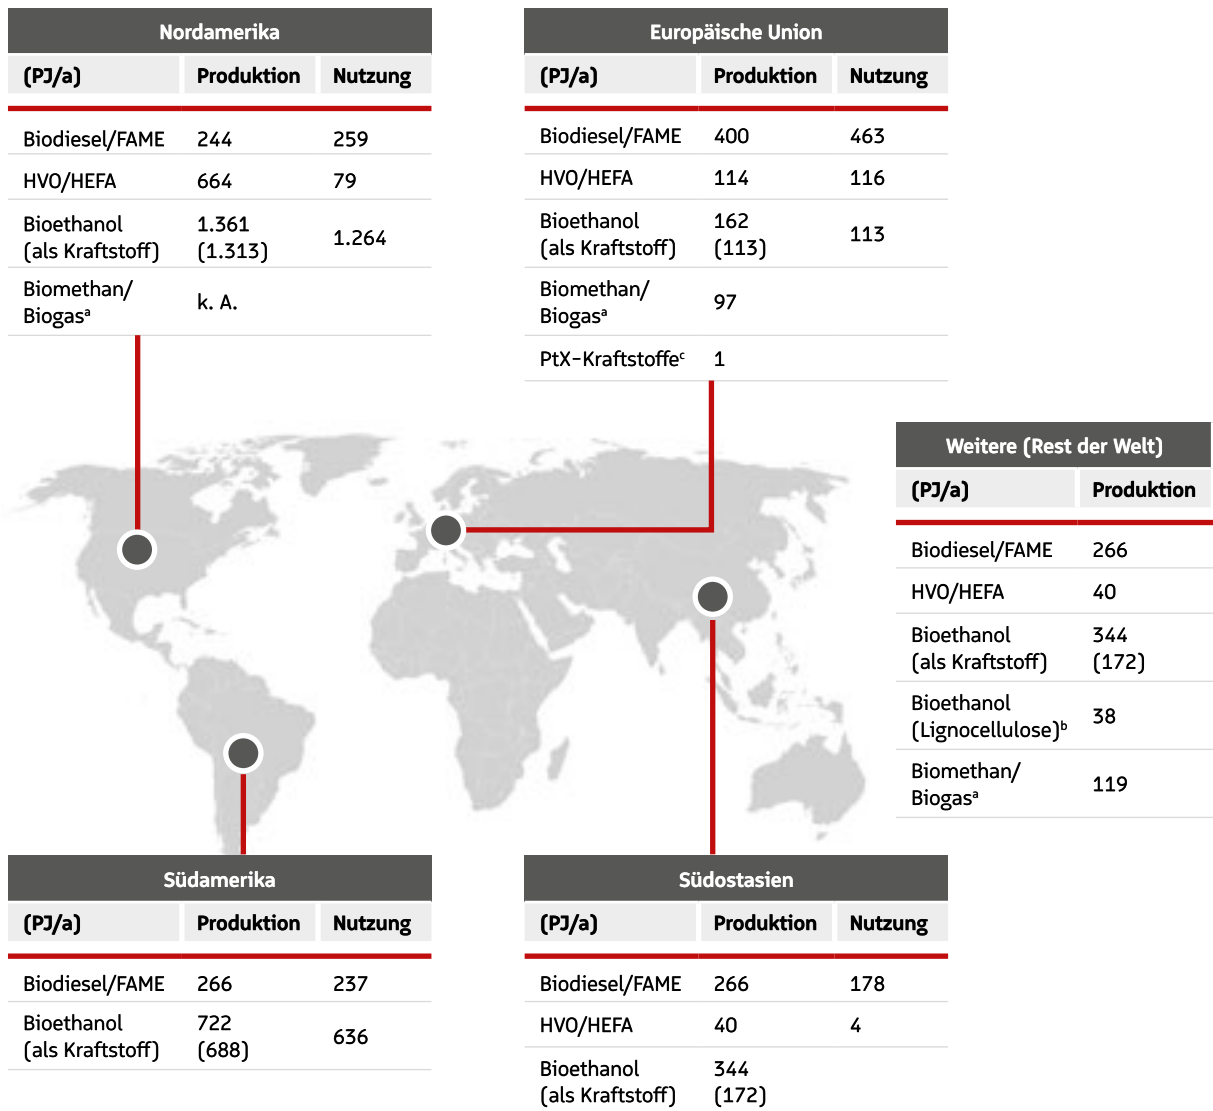 Nordamerika
(PJ/a) Produktion Nutzung
Biodiesel/FAME 244 259
HVO/HEFA 664 79
Bioethanol 1.361
(als Kraftstoff) (1.313) 1.264
Biomethan/
Biogasᵃ k. A.
Europäische Union
(PJ/a) Produktion Nutzung
Biodiesel/FAME 400 463
HVO/HEFA 114 116
Bioethanol 162
(als Kraftstoff) (113) 113
Biomethan/
Biogasᵃ 97
PtX-Kraftstoffeᶜ 1
Weitere (Rest der Welt)
(PJ/a) Produktion
Biodiesel/FAME 266
HVO/HEFA 40
Bioethanol 344
(als Kraftstoff) (172)
Bioethanol
(Lignocellulose)ᵇ 38
Biomethan/
Biogasᵃ 119
Südamerika
(PJ/a) Produktion Nutzung
Biodiesel/FAME 266 237
Bioethanol 722
(als Kraftstoff) (688) 636
Südostasien
(PJ/a) Produktion Nutzung
Biodiesel/FAME 266 178
HVO/HEFA 40 4
Bioethanol 344
(als Kraftstoff) (172)